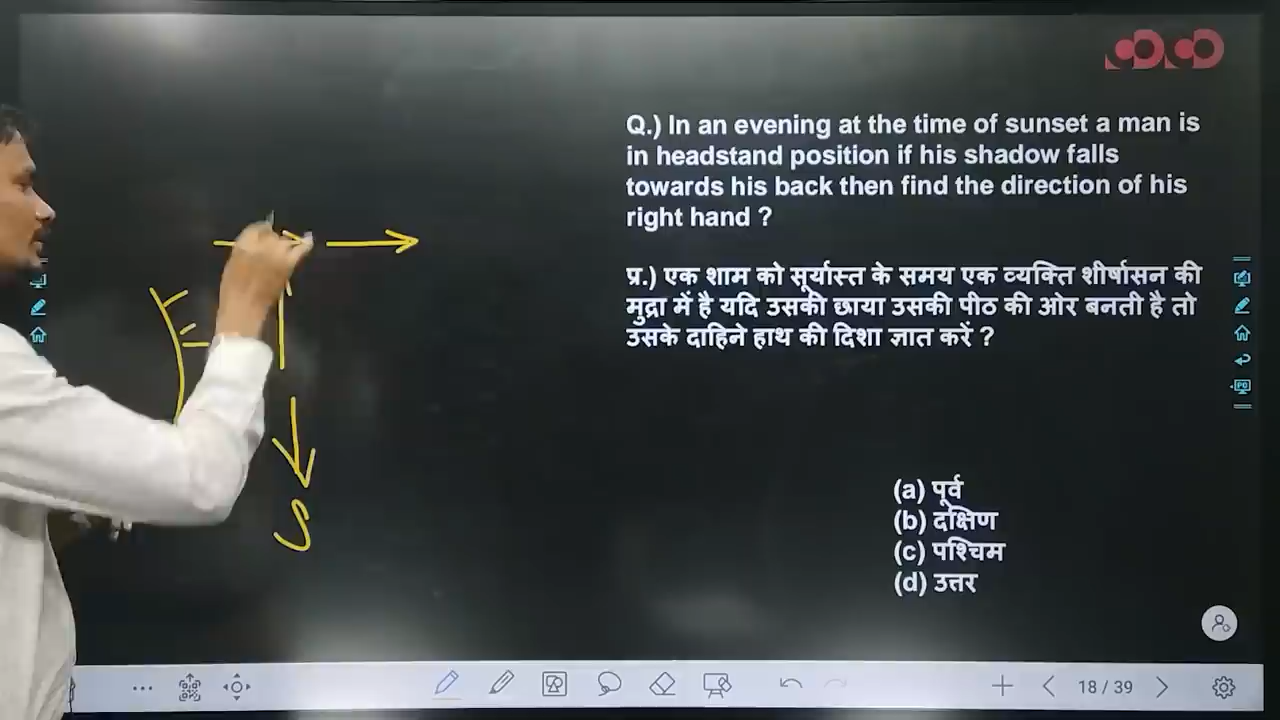 Q.) In an evening at the time of sunset a man is
in headstand position if his shadow falls
towards his back then find the direction of his
right hand ?
प्र.) एक शाम को सूर्यास्त के समय एक व्यक्ति शीर्षासन की
मुद्रा में है यदि उसकी छाया उसकी पीठ की ओर बनती है तो
उसके दाहिने हाथ की दिशा ज्ञात करें ?
S
(a) पूर्व
(b) दक्षिण
(c) पश्चिम
(d) उत्तर
18 / 39